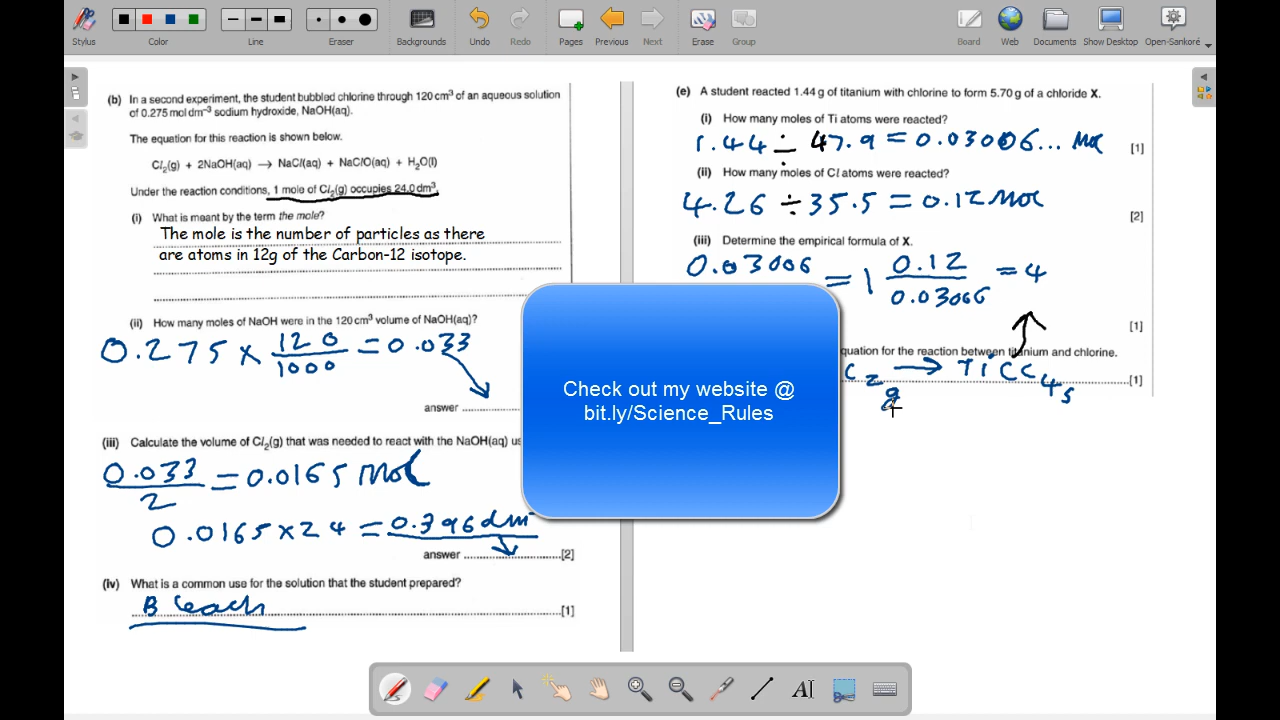 Stylus
Color
Line
Eraser
Backgrounds
Undo
Redo
Pages
Previous
Next
Erase
Group
Board
Web
Documents
Show Desktop
Open-Sankoré
(b) In a second experiment, the student bubbled chlorine through 120 cm³ of an aqueous solution
of 0.275 mol dm⁻³ sodium hydroxide, NaOH(aq).
The equation for this reaction is shown below.
Cl₂(g) + 2NaOH(aq) → NaCl(aq) + NaClO(aq) + H₂O(l)
Under the reaction conditions, 1 mole of Cl₂(g) occupies 24.0 dm³.
(i) What is meant by the term the mole?
The mole is the number of particles as there
are atoms in 12g of the Carbon-12 isotope.
(ii) How many moles of NaOH were in the 120 cm³ volume of NaOH(aq)?
0.275 × 120/1000 = 0.033
answer
(iii) Calculate the volume of Cl₂(g) that was needed to react with the NaOH(aq)
0.033/2 = 0.0165 Mol
0.0165 × 24 = 0.396 dm
answer [2]
(iv) What is a common use for the solution that the student prepared?
Bleach [1]
(e) A student reacted 1.44 g of titanium with chlorine to form 5.70 g of a chloride X.
(i) How many moles of Ti atoms were reacted?
1.44 ÷ 47.9 = 0.03006... Mol [1]
(ii) How many moles of Cl atoms were reacted?
4.26 ÷ 35.5 = 0.12 Mol [2]
(iii) Determine the empirical formula of X.
0.03006 = 1 0.12/0.03006 = 4
[1]
equation for the reaction between titanium and chlorine.
Cl₂ g → TiCl₄ s [1]
Check out my website @
bit.ly/Science_Rules